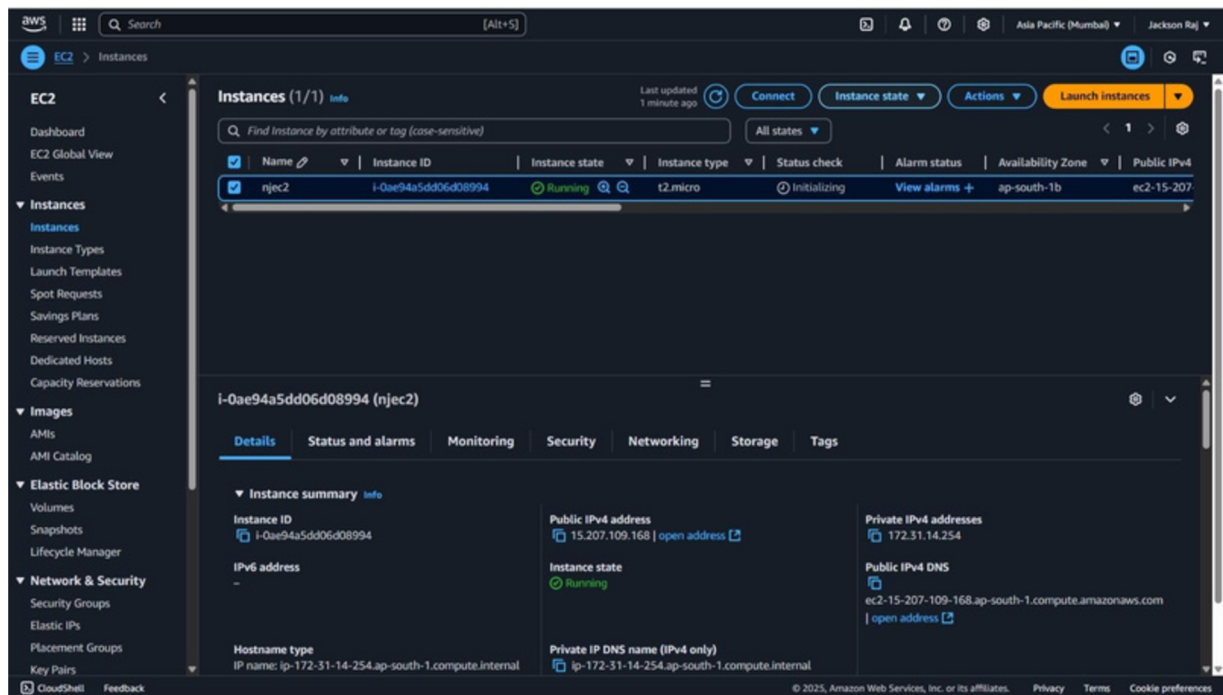 aws Search [Alt+S] Asia Pacific (Mumbai) Jackson Raj
EC2 > Instances
EC2
Dashboard
EC2 Global View
Events
Instances
Instances
Instance Types
Launch Templates
Spot Requests
Savings Plans
Reserved Instances
Dedicated Hosts
Capacity Reservations
Images
AMIs
AMI Catalog
Elastic Block Store
Volumes
Snapshots
Lifecycle Manager
Network & Security
Security Groups
Elastic IPs
Placement Groups
Key Pairs
Instances (1/1) Info
Last updated
1 minute ago
Connect Instance state Actions Launch instances
Find Instance by attribute or tag (case-sensitive) All states
< 1 >
Name Instance ID Instance state Instance type Status check Alarm status Availability Zone Public IPv4
njec2 i-0ae94a5dd06d08994 Running t2.micro Initializing View alarms + ap-south-1b ec2-15-207-
i-0ae94a5dd06d08994 (njec2)
Details Status and alarms Monitoring Security Networking Storage Tags
Instance summary Info
Instance ID
i-0ae94a5dd06d08994
Public IPv4 address
15.207.109.168 | open address
Private IPv4 addresses
172.31.14.254
IPv6 address
–
Instance state
Running
Public IPv4 DNS
ec2-15-207-109-168.ap-south-1.compute.amazonaws.com
| open address
Hostname type
IP name: ip-172-31-14-254.ap-south-1.compute.internal
Private IP DNS name (IPv4 only)
ip-172-31-14-254.ap-south-1.compute.internal
CloudShell Feedback © 2025, Amazon Web Services, Inc. or its affiliates. Privacy Terms Cookie preferences